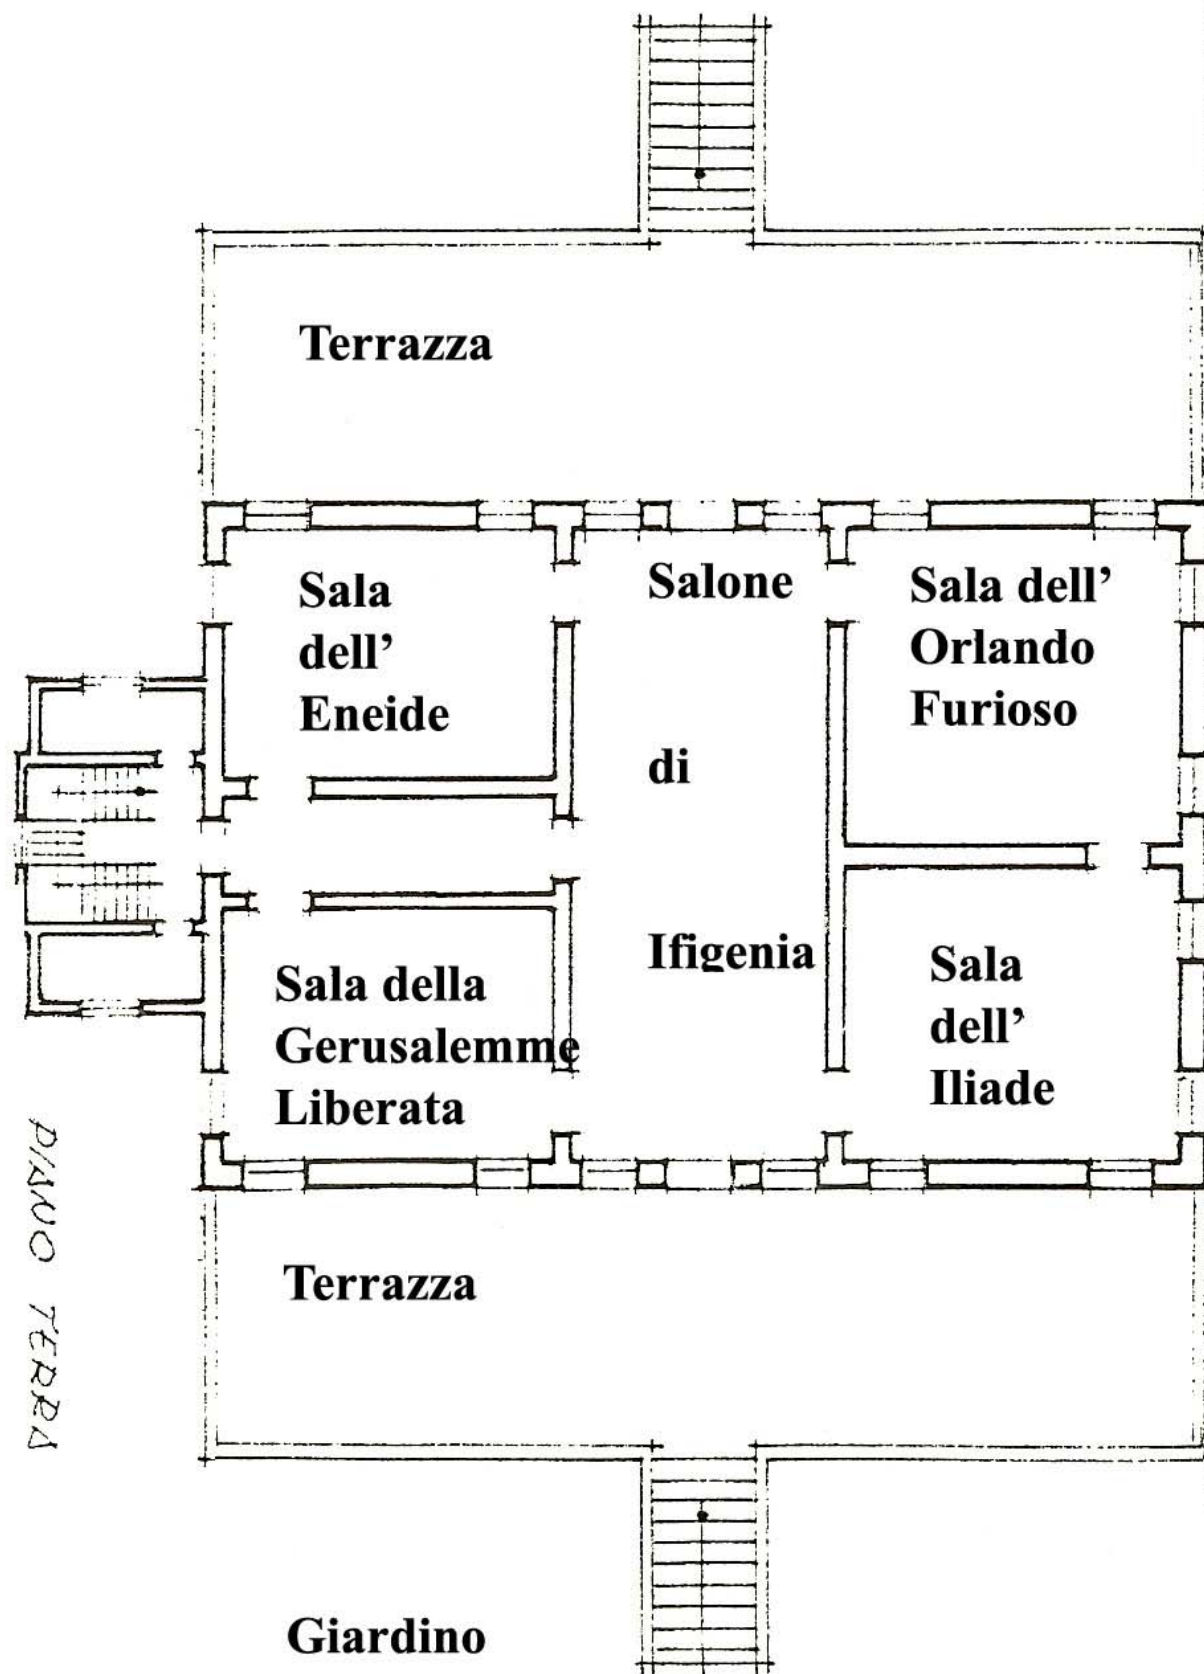 Terrazza
Sala
dell’
Eneide
Salone
di
Ifigenia
Sala dell’
Orlando
Furioso
Sala della
Gerusalemme
Liberata
Sala
dell’
Iliade
PIANO TERRA
Terrazza
Giardino